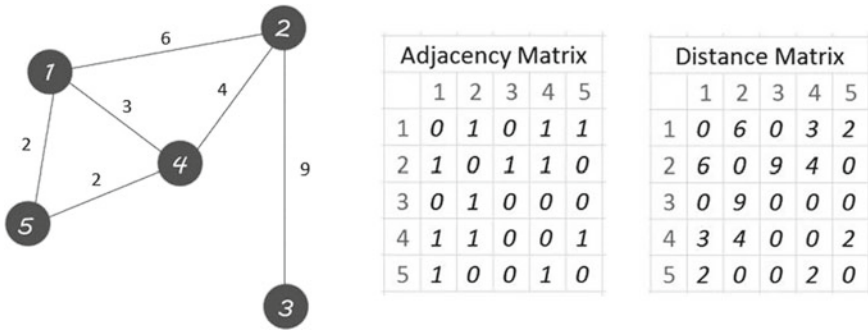 6
2
1
3
4
2
4
9
2
5
3
Adjacency Matrix
1 2 3 4 5
1 0 1 0 1 1
2 1 0 1 1 0
3 0 1 0 0 0
4 1 1 0 0 1
5 1 0 0 1 0
Distance Matrix
1 2 3 4 5
1 0 6 0 3 2
2 6 0 9 4 0
3 0 9 0 0 0
4 3 4 0 0 2
5 2 0 0 2 0